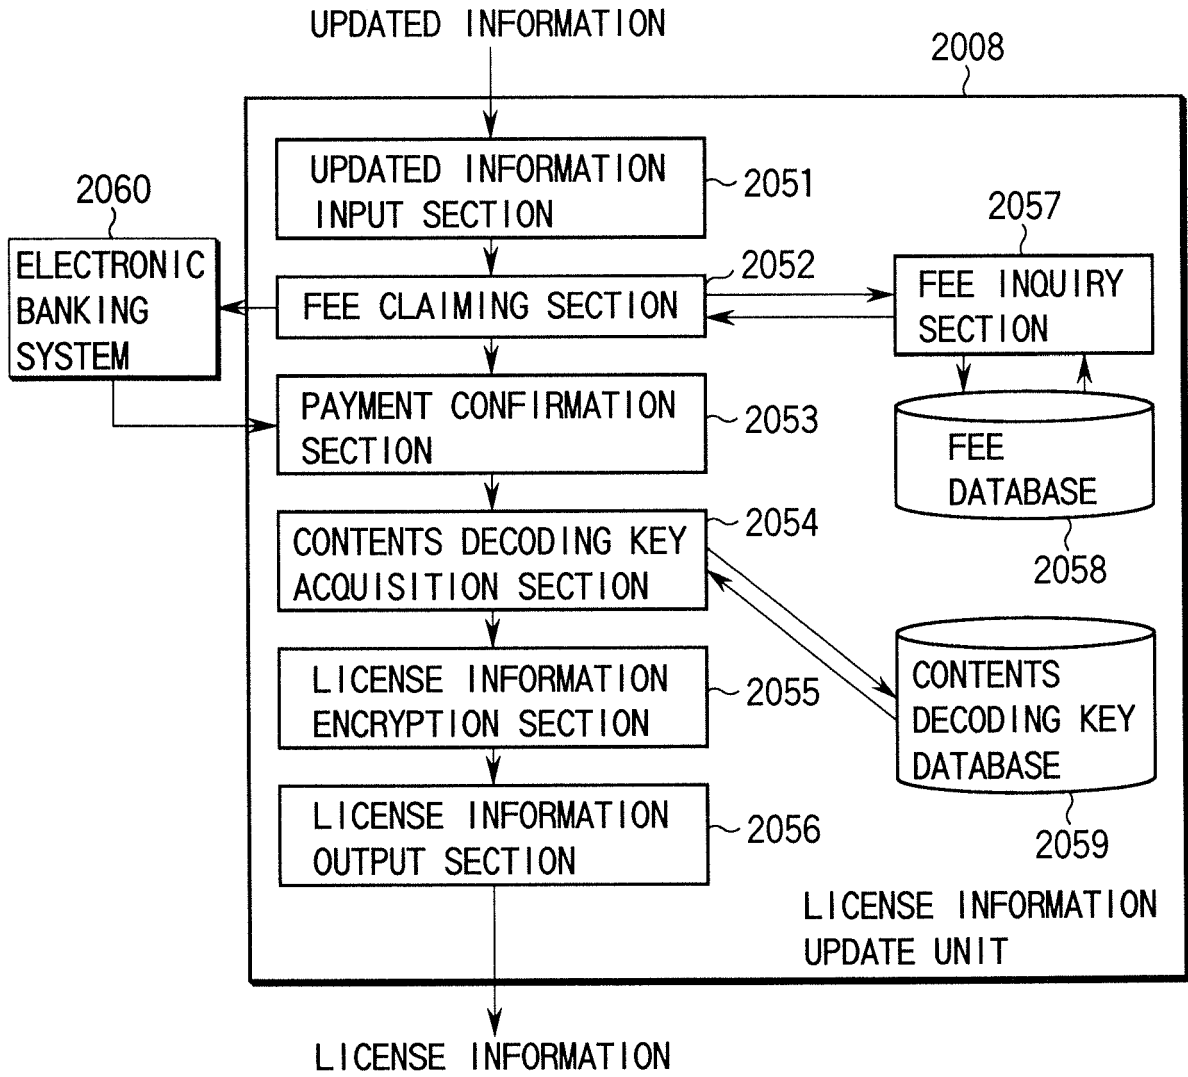 UPDATED INFORMATION
2008
UPDATED INFORMATION
INPUT SECTION
2051
2060
ELECTRONIC
BANKING
SYSTEM
FEE CLAIMING SECTION
2052
2057
FEE INQUIRY
SECTION
PAYMENT CONFIRMATION
SECTION
2053
FEE
DATABASE
2058
CONTENTS DECODING KEY
ACQUISITION SECTION
2054
LICENSE INFORMATION
ENCRYPTION SECTION
2055
CONTENTS
DECODING KEY
DATABASE
2059
LICENSE INFORMATION
OUTPUT SECTION
2056
LICENSE INFORMATION
UPDATE UNIT
LICENSE INFORMATION